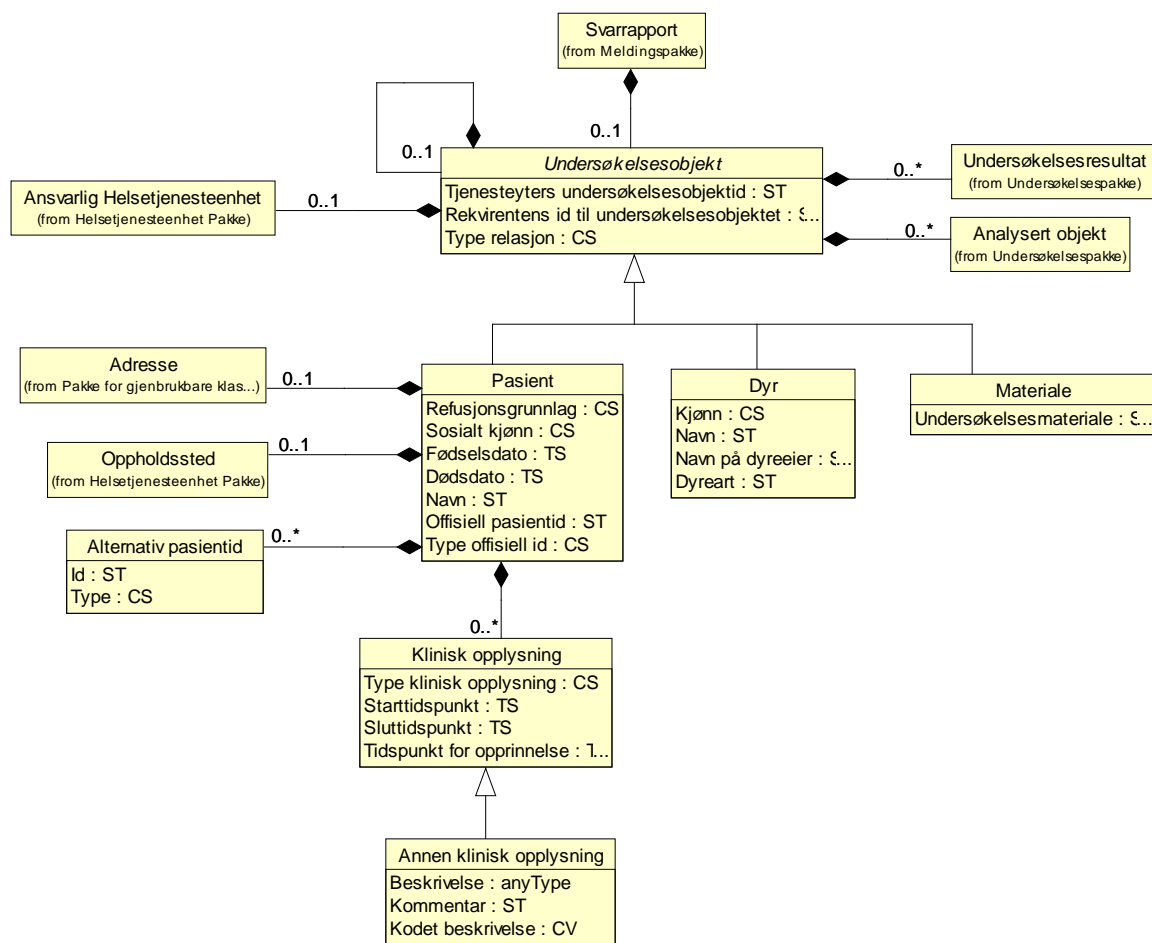 Svarrapport
(from Meldingspakke)
0..1
0..1
Undersøkelsesobjekt
Tjenesteyters undersøkelsesobjektid : ST
Rekvirentens id til undersøkelsesobjektet : S...
Type relasjon : CS
0..*
Undersøkelsesresultat
(from Undersøkelsespakke)
0..*
Analysert objekt
(from Undersøkelsespakke)
Ansvarlig Helsetjenesteenhet
(from Helsetjenesteenhet Pakke)
0..1
Adresse
(from Pakke for gjenbrukbare klas...)
0..1
Oppholdssted
(from Helsetjenesteenhet Pakke)
0..1
Alternativ pasientid
Id : ST
Type : CS
0..*
Pasient
Refusjonsgrunnlag : CS
Sosialt kjønn : CS
Fødselsdato : TS
Dødsdato : TS
Navn : ST
Offisiell pasientid : ST
Type offisiell id : CS
Dyr
Kjønn : CS
Navn : ST
Navn på dyreeier : S...
Dyreart : ST
Materiale
Undersøkelsesmateriale : S...
0..*
Klinisk opplysning
Type klinisk opplysning : CS
Starttidspunkt : TS
Sluttidspunkt : TS
Tidspunkt for opprinnelse : T...
Annen klinisk opplysning
Beskrivelse : anyType
Kommentar : ST
Kodet beskrivelse : CV